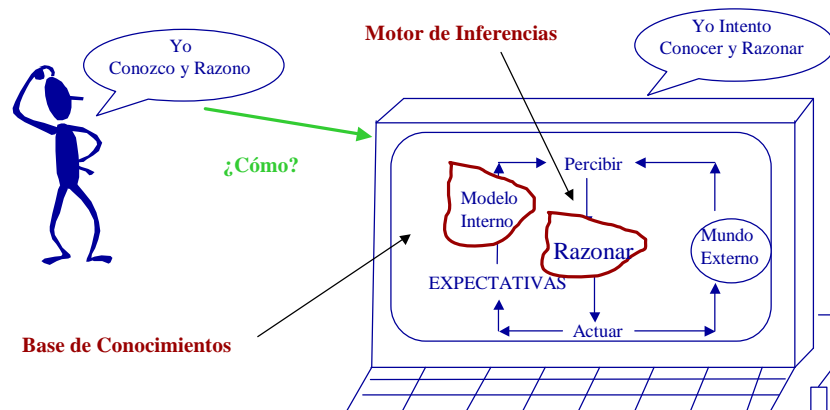 Yo
Conozco y Razono
Motor de Inferencias
Yo Intento
Conocer y Razonar
¿Cómo?
Percibir
Modelo
Interno
Razonar
Mundo
Externo
EXPECTATIVAS
Actuar
Base de Conocimientos